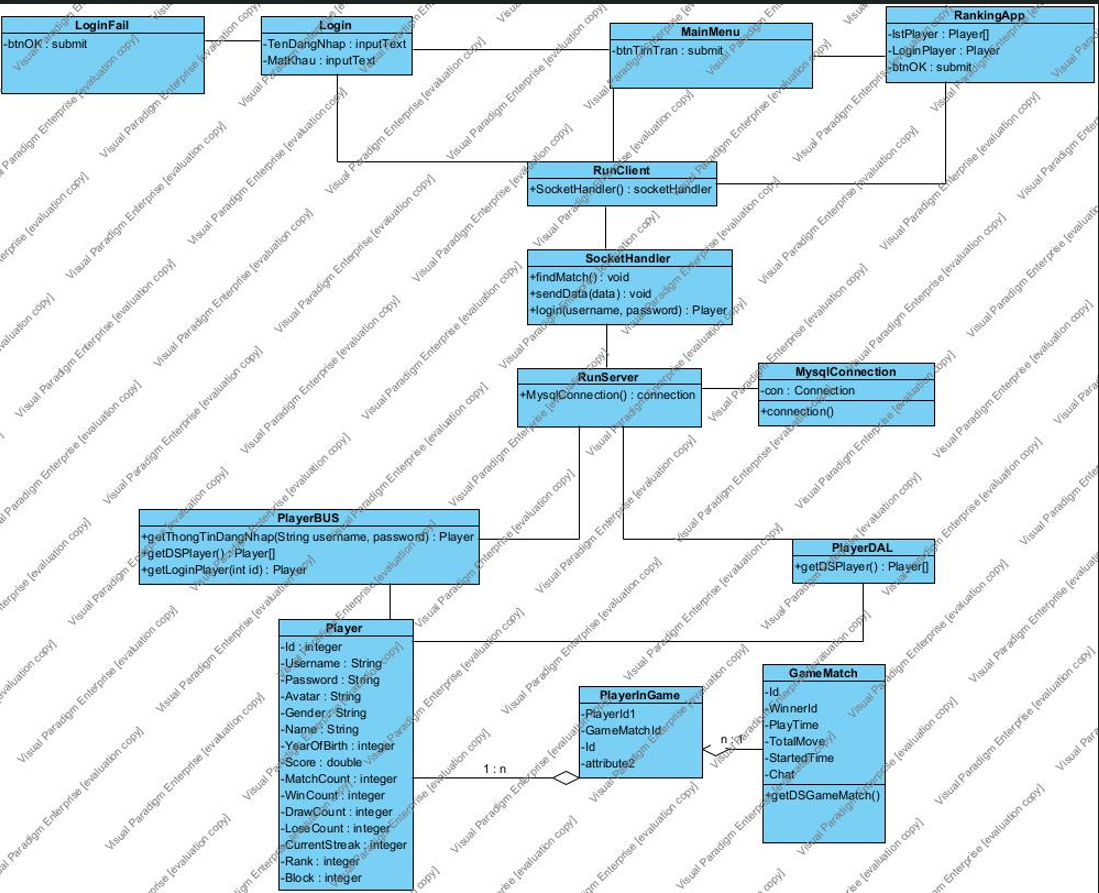 LoginFail
-btnOK : submit
Login
-TenDangNhap : inputText
-MatKhau : inputText
MainMenu
-btnTimTran : submit
RankingApp
-lstPlayer : Player[]
-LoginPlayer : Player
-btnOK : submit
RunClient
+SocketHandler() : socketHandler
SocketHandler
+findMatch() : void
+sendData(data) : void
+login(username, password) : Player
RunServer
+MysqlConnection() : connection
MysqlConnection
-con : Connection
+connection()
PlayerBUS
+getThongTinDangNhap(String username, password) : Player
+getDSPlayer() : Player[]
+getLoginPlayer(int id) : Player
PlayerDAL
+getDSPlayer() : Player[]
Player
-Id : integer
-Username : String
-Password : String
-Avatar : String
-Gender : String
-Name : String
-YearOfBirth : integer
-Score : double
-MatchCount : integer
-WinCount : integer
-DrawCount : integer
-LoseCount : integer
-CurrentStreak : integer
-Rank : integer
-Block : integer
1 : n
PlayerInGame
-PlayerId1
-GameMatchId
-Id
-attribute2
n : 1
GameMatch
-Id
-WinnerId
-PlayTime
-TotalMove
-StartedTime
-Chat
+getDSGameMatch()
Visual Paradigm Enterprise [evaluation copy]